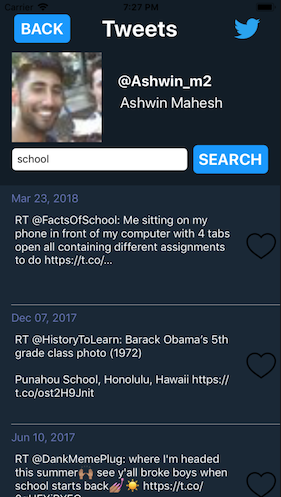 Carrier 7:27 PM
BACK Tweets
@Ashwin_m2
Ashwin Mahesh
school SEARCH
Mar 23, 2018
RT @FactsOfSchool: Me sitting on my
phone in front of my computer with 4 tabs
open all containing different assignments
to do https://t.co/…
Dec 07, 2017
RT @HistoryToLearn: Barack Obama’s 5th
grade class photo (1972)
Punahou School, Honolulu, Hawaii https://
t.co/ost2H9Jnit
Jun 10, 2017
RT @DankMemePlug: where I'm headed
this summer🙌🏽 see y'all broke boys when
school starts back💅🏽☀️ https://t.co/